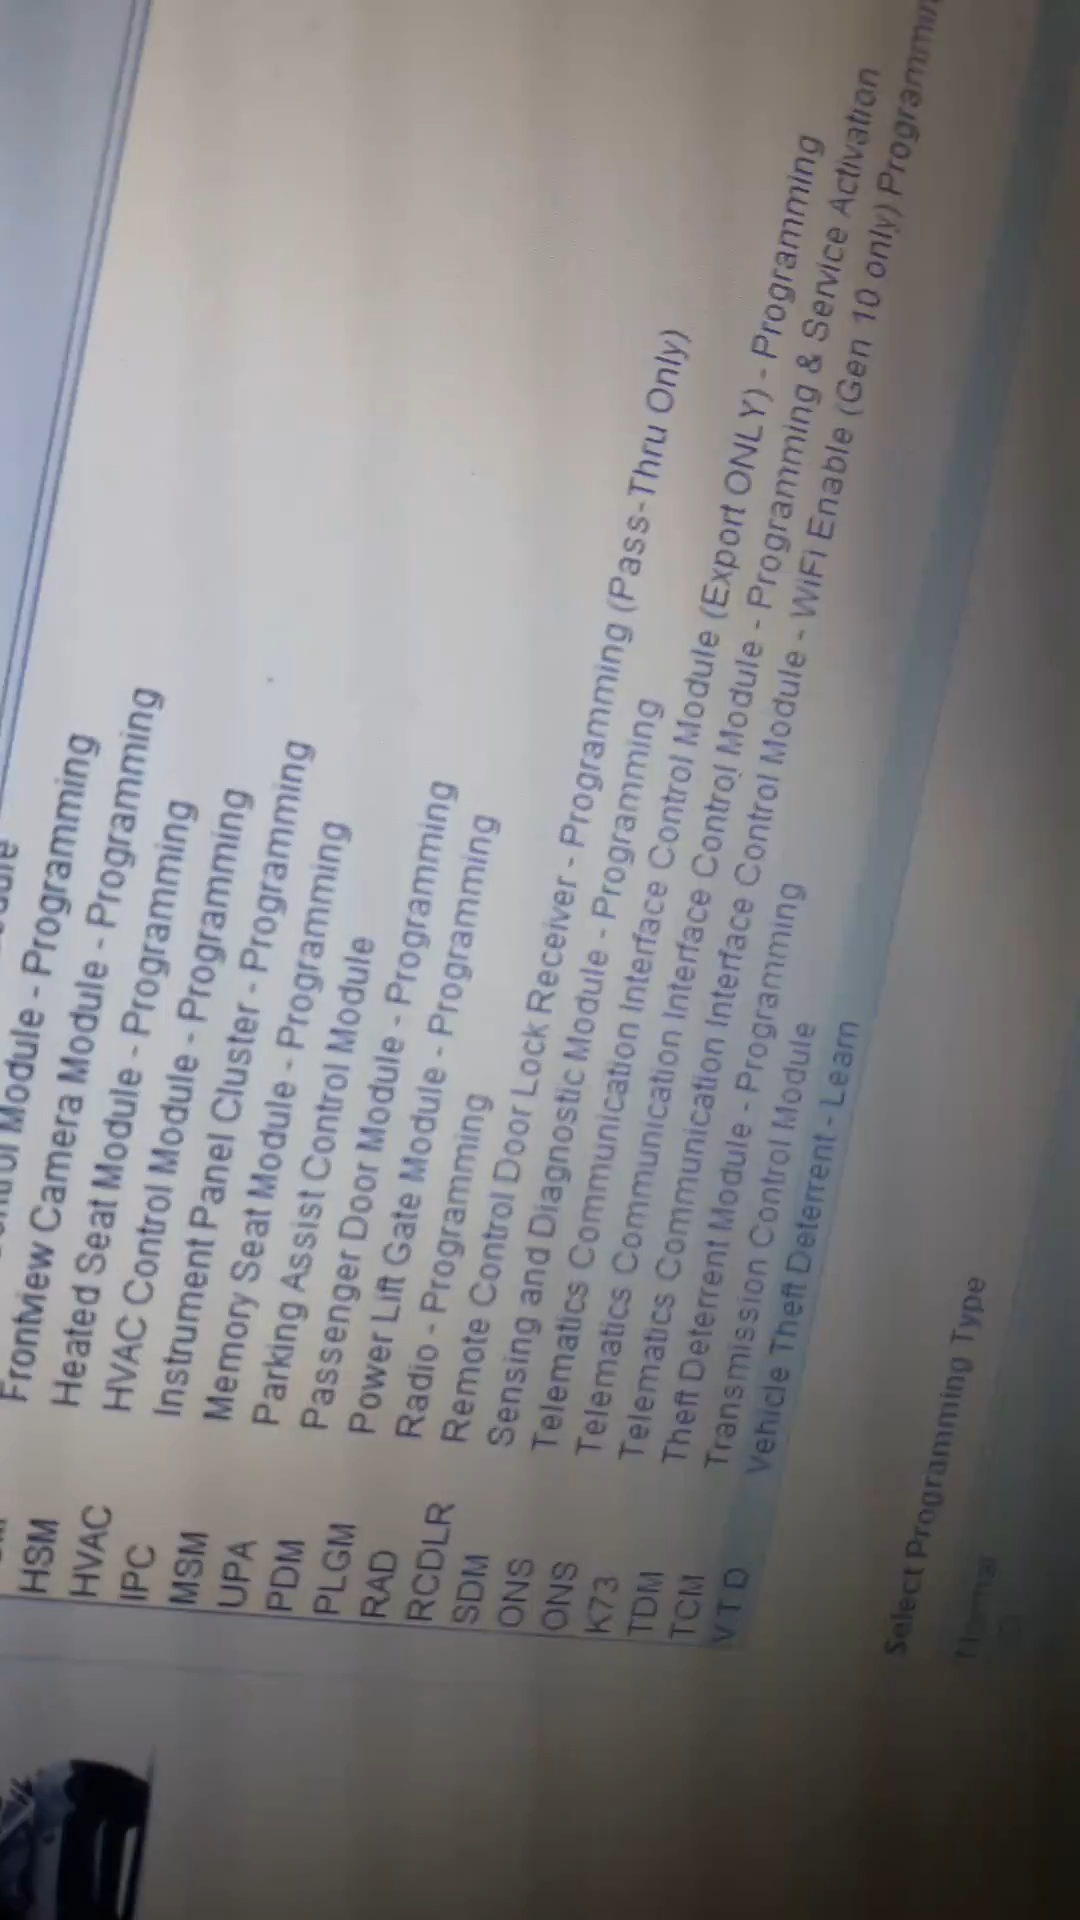 Module - Programming
Frontview Camera Module - Programming
HSM Heated Seat Module - Programming
HVAC HVAC Control Module - Programming
IPC Instrument Panel Cluster - Programming
MSM Memory Seat Module - Programming
UPA Parking Assist Control Module
PDM Passenger Door Module - Programming
PLGM Power Lift Gate Module - Programming
RAD Radio - Programming
RCDLR Remote Control Door Lock Receiver - Programming (Pass-Thru Only)
SDM Sensing and Diagnostic Module - Programming
ONS Telematics Communication Interface Control Module (Export ONLY) - Programming
ONS Telematics Communication Interface Control Module - Programming & Service Activation
K73 Telematics Communication Interface Control Module - WiFi Enable (Gen 10 only)
TDM Theft Deterrent Module - Programming
TCM Transmission Control Module
VTD Vehicle Theft Deterrent - Learn
Select Programming Type
Normal